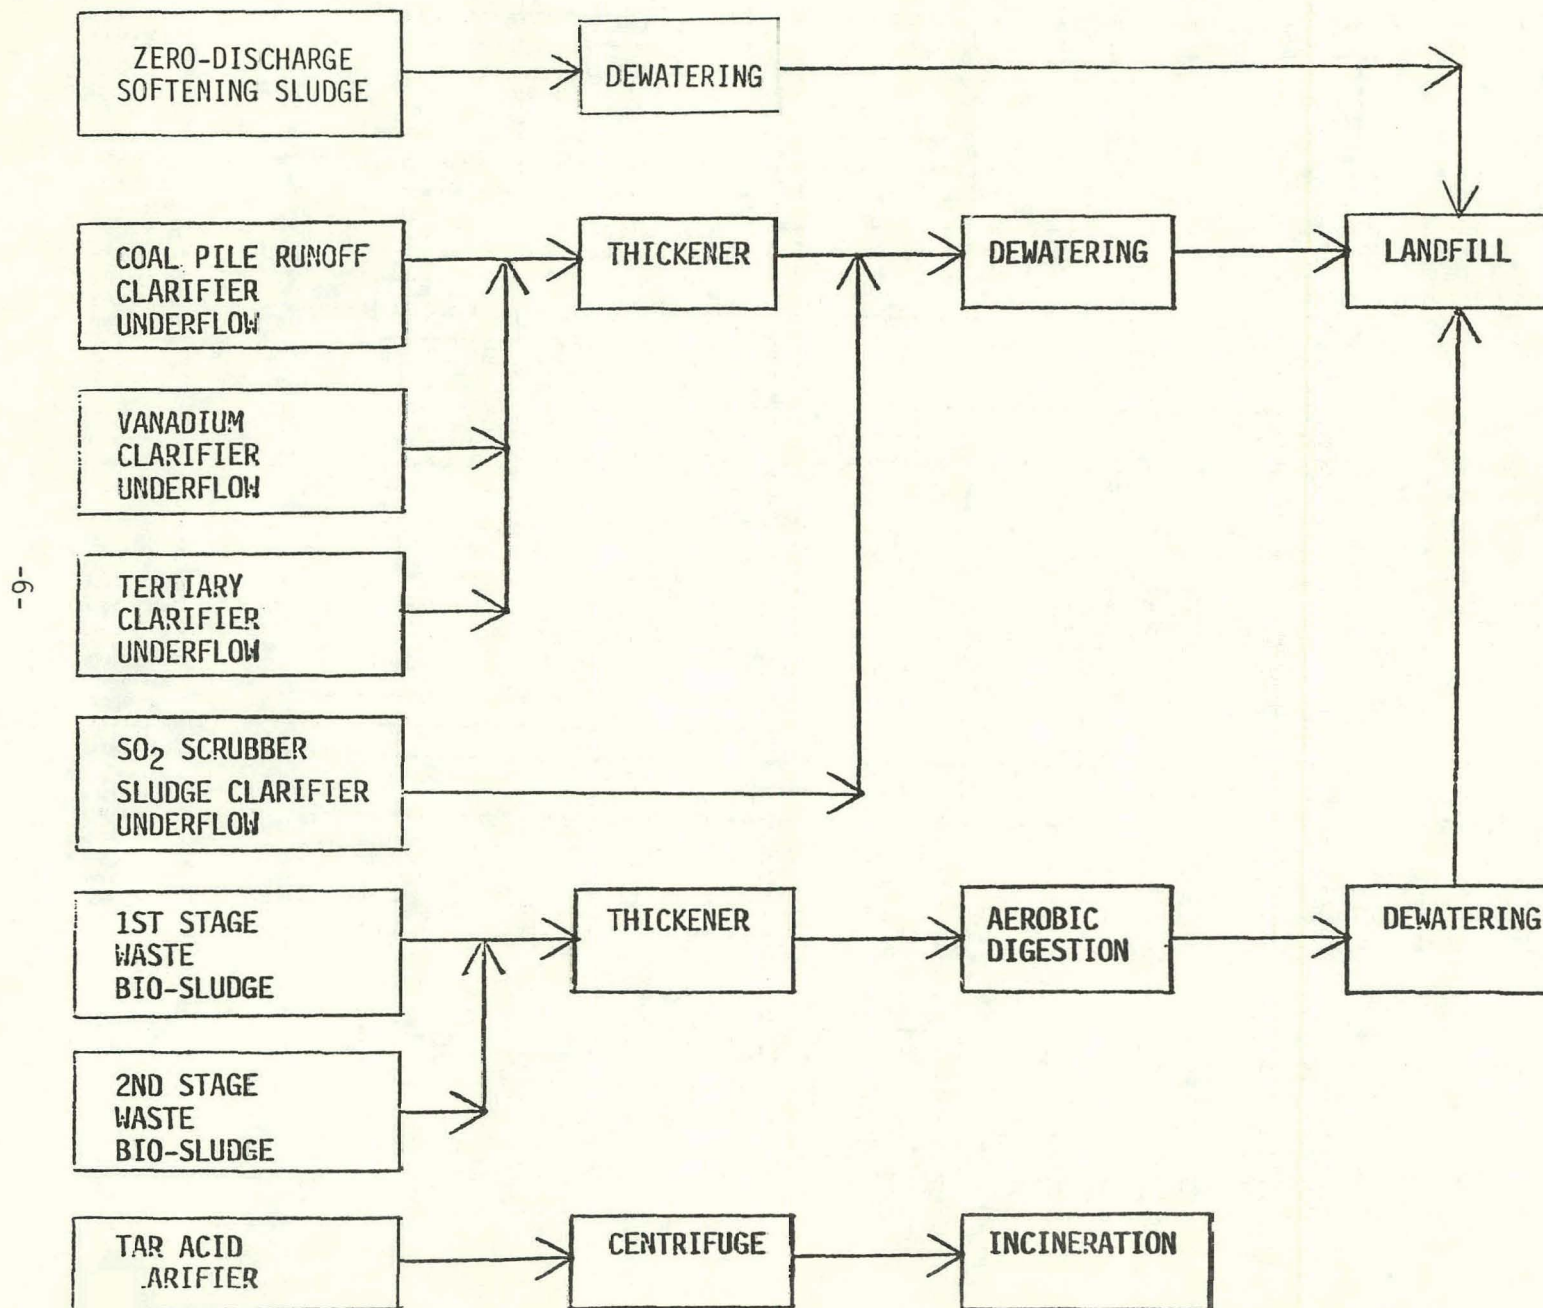 ZERO-DISCHARGE
SOFTENING SLUDGE
DEWATERING
COAL PILE RUNOFF
CLARIFIER
UNDERFLOW
THICKENER
DEWATERING
LANDFILL
VANADIUM
CLARIFIER
UNDERFLOW
-9-
TERTIARY
CLARIFIER
UNDERFLOW
SO₂ SCRUBBER
SLUDGE CLARIFIER
UNDERFLOW
1ST STAGE
WASTE
BIO-SLUDGE
THICKENER
AEROBIC
DIGESTION
DEWATERING
2ND STAGE
WASTE
BIO-SLUDGE
TAR ACID
.ARIFIER
CENTRIFUGE
INCINERATION